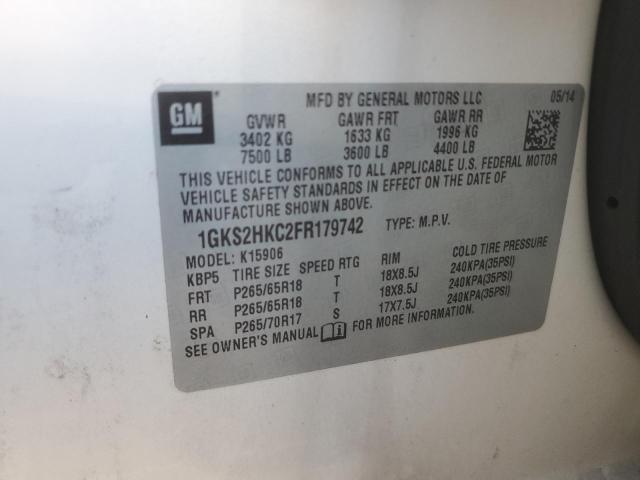 GM
MFD BY GENERAL MOTORS LLC 05/14
GVWR GAWR FRT GAWR RR
3402 KG 1633 KG 1996 KG
7500 LB 3600 LB 4400 LB
THIS VEHICLE CONFORMS TO ALL APPLICABLE U.S. FEDERAL MOTOR
VEHICLE SAFETY STANDARDS IN EFFECT ON THE DATE OF
MANUFACTURE SHOWN ABOVE.
1GKS2HKC2FR179742 TYPE: M.P.V.
MODEL: K15906
KBP5 TIRE SIZE SPEED RTG RIM COLD TIRE PRESSURE
FRT P265/65R18 T 18X8.5J 240KPA(35PSI)
RR P265/65R18 T 18X8.5J 240KPA(35PSI)
SPA P265/70R17 S 17X7.5J 240KPA(35PSI)
SEE OWNER'S MANUAL FOR MORE INFORMATION.